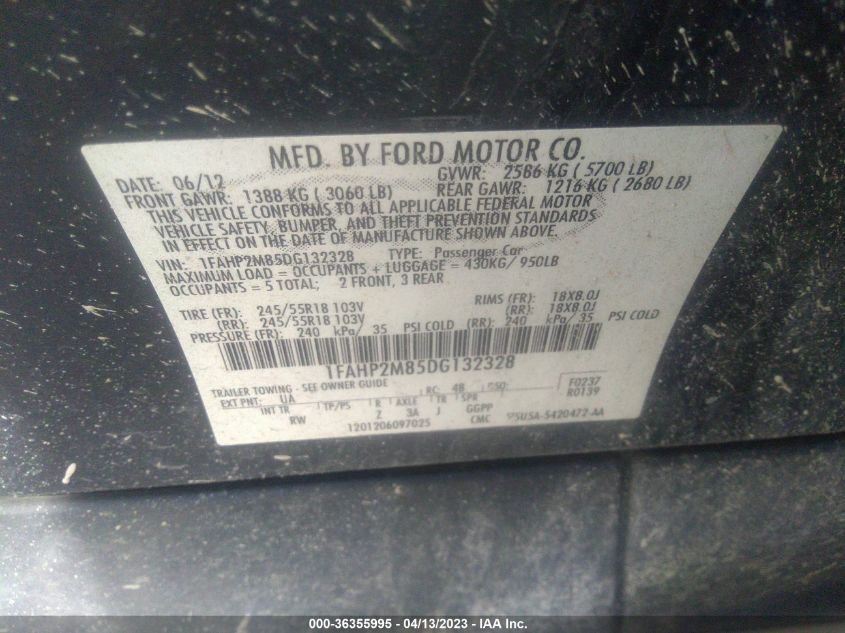 MFD. BY FORD MOTOR CO.
DATE: 06/12 GVWR: 2586 KG ( 5700 LB)
FRONT GAWR: 1388 KG ( 3060 LB) REAR GAWR: 1216 KG ( 2680 LB)
THIS VEHICLE CONFORMS TO ALL APPLICABLE FEDERAL MOTOR
VEHICLE SAFETY, BUMPER, AND THEFT PREVENTION STANDARDS
IN EFFECT ON THE DATE OF MANUFACTURE SHOWN ABOVE.
VIN: 1FAHP2M85DG132328 TYPE: Passenger Car
MAXIMUM LOAD = OCCUPANTS + LUGGAGE = 430KG/ 950LB
OCCUPANTS = 5 TOTAL; 2 FRONT, 3 REAR
TIRE (FR): 245/55R18 103V RIMS (FR): 18X8.0J
(RR): 245/55R18 103V (RR): 18X8.0J
PRESSURE (FR): 240 kPa/ 35 PSI COLD (RR): 240 kPa/ 35 PSI COLD
1FAHP2M85DG132328
TRAILER TOWING - SEE OWNER GUIDE
EXT PNT: UA RC: 48 DSO: F0237
R0139
INT TR TP/PS R AXLE TR SPR
RW Z 3A J GGPP
1201206097025 CMC 5U5A-5420472-AA
000-36355995 - 04/13/2023 - IAA Inc.